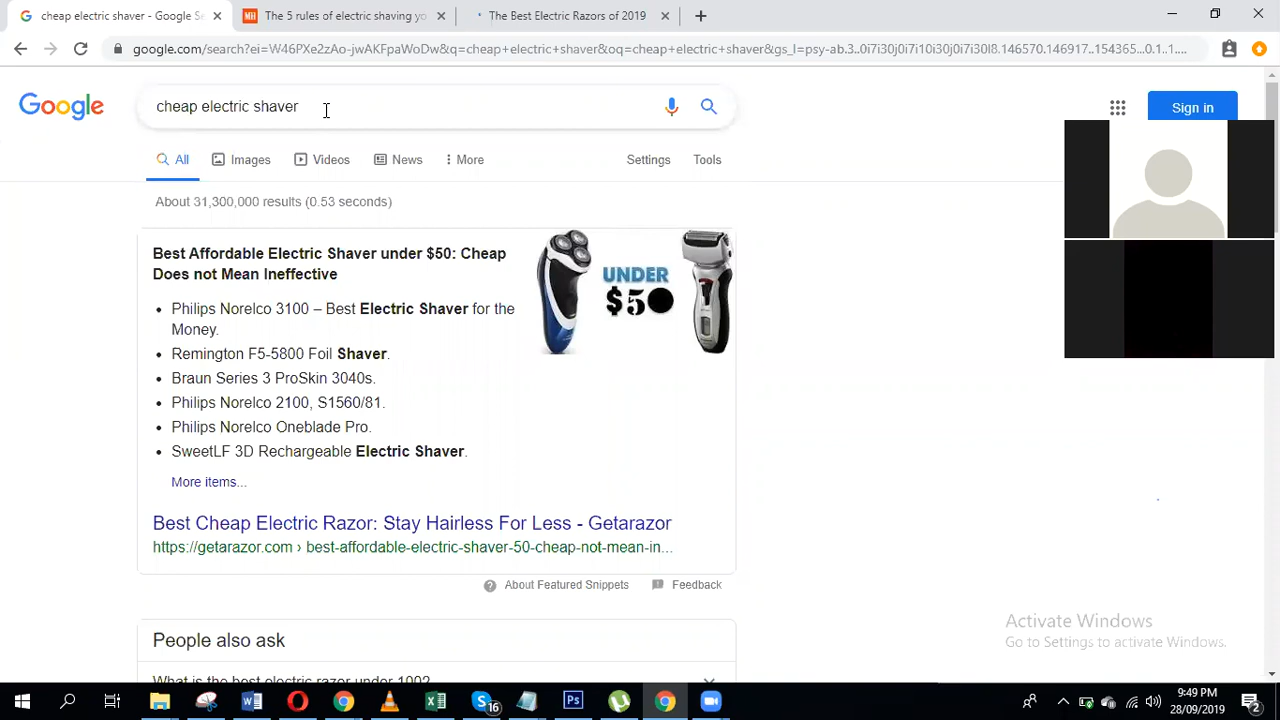 cheap electric shaver - Google Se
The 5 rules of electric shaving yo
The Best Electric Razors of 2019
google.com/search?ei=W46PXe2zAo-jwAKFpaWoDw&q=cheap+electric+shaver&oq=cheap+electric+shaver&gs_l=psy-ab.3..0i7i30j0i7i10i30j0i7i30l8.146570.146917..154365...0.1..1....
Google
cheap electric shaver
Sign in
All Images Videos News More Settings Tools
About 31,300,000 results (0.53 seconds)
Best Affordable Electric Shaver under $50: Cheap
Does not Mean Ineffective
UNDER
$50
• Philips Norelco 3100 – Best Electric Shaver for the
Money.
• Remington F5-5800 Foil Shaver.
• Braun Series 3 ProSkin 3040s.
• Philips Norelco 2100, S1560/81.
• Philips Norelco Oneblade Pro.
• SweetLF 3D Rechargeable Electric Shaver.
More items...
Best Cheap Electric Razor: Stay Hairless For Less - Getarazor
https://getarazor.com › best-affordable-electric-shaver-50-cheap-not-mean-in...
About Featured Snippets Feedback
Activate Windows
Go to Settings to activate Windows.
People also ask
What is the best electric razor under 100?
16
9:49 PM
28/09/2019
2